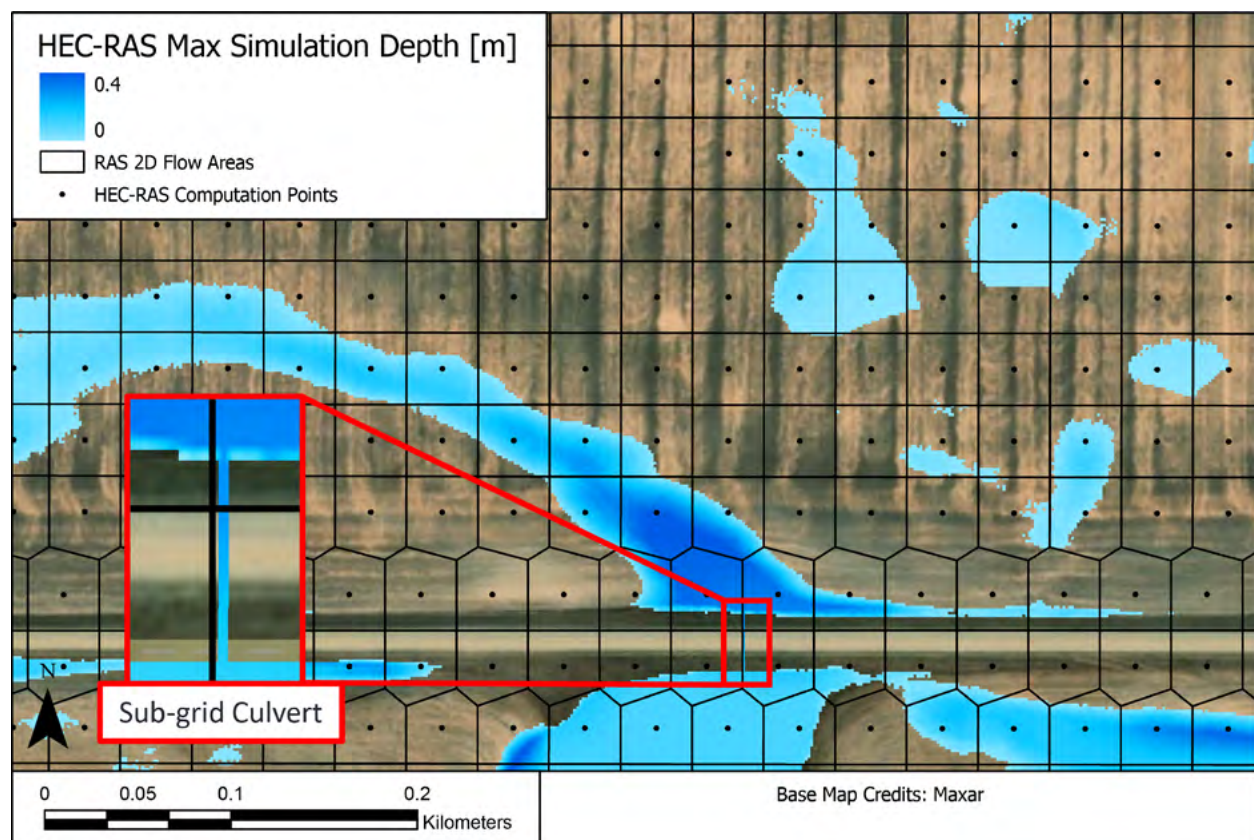 HEC-RAS Max Simulation Depth [m]
0.4
0
RAS 2D Flow Areas
HEC-RAS Computation Points
N
Sub-grid Culvert
0 0.05 0.1 0.2
Kilometers
Base Map Credits: Maxar